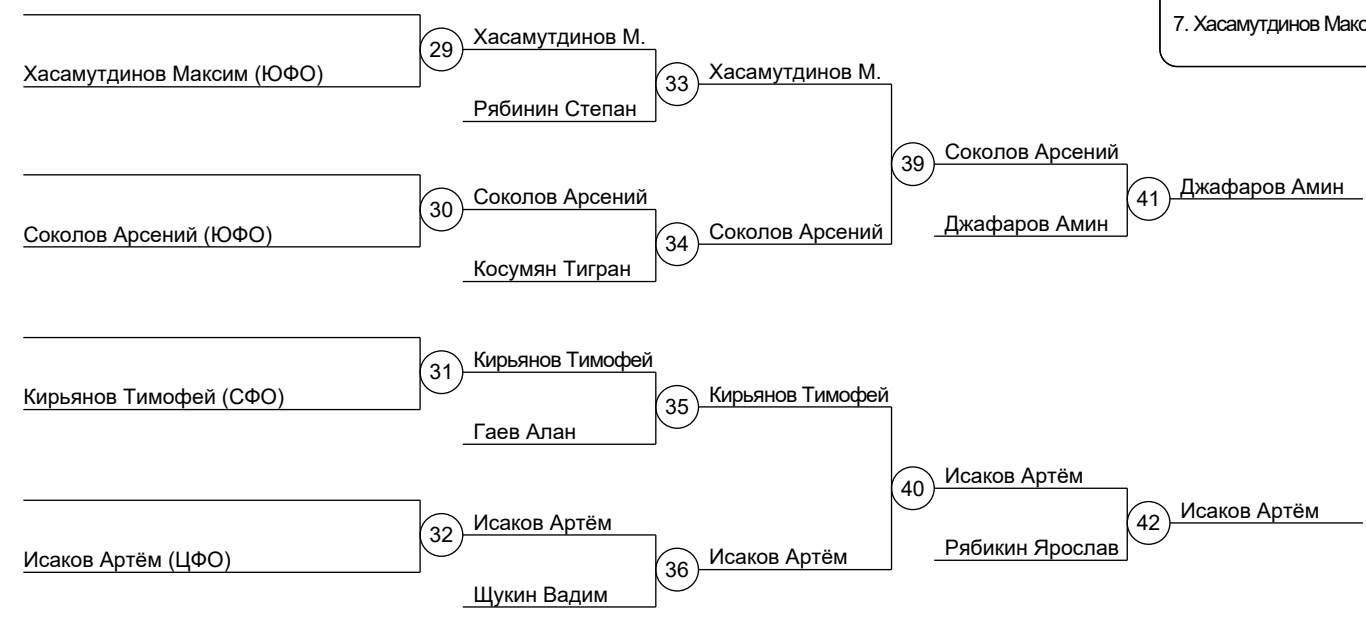 7. Хасамутдинов
Хасамутдинов Максим (ЮФО)
29
Хасамутдинов М.
Рябинин Степан
33
Хасамутдинов М.
Соколов Арсений (ЮФО)
30
Соколов Арсений
Косумян Тигран
34
Соколов Арсений
39
Соколов Арсений
Джафаров Амин
41
Джафаров Амин
Кирьянов Тимофей (СФО)
31
Кирьянов Тимофей
Гаев Алан
35
Кирьянов Тимофей
Исаков Артём (ЦФО)
32
Исаков Артём
Щукин Вадим
36
Исаков Артём
40
Исаков Артём
Рябикин Ярослав
42
Исаков Артём